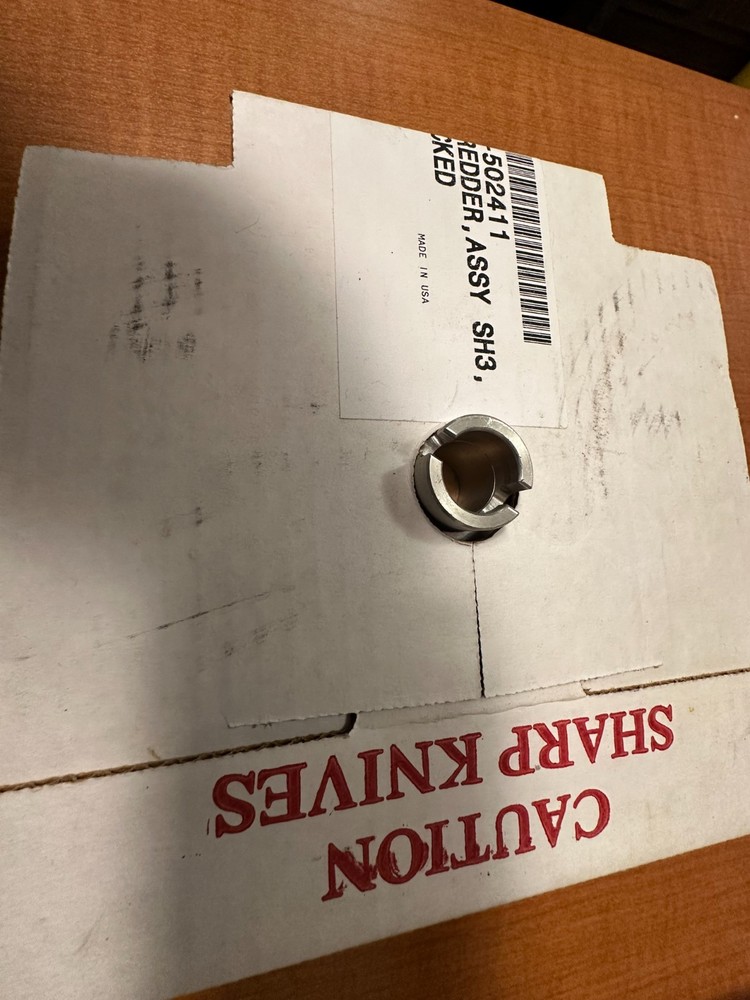 -502411
REDDER, ASSY SH3,
CKED
MADE IN USA
CAUTION
SHARP KNIVES